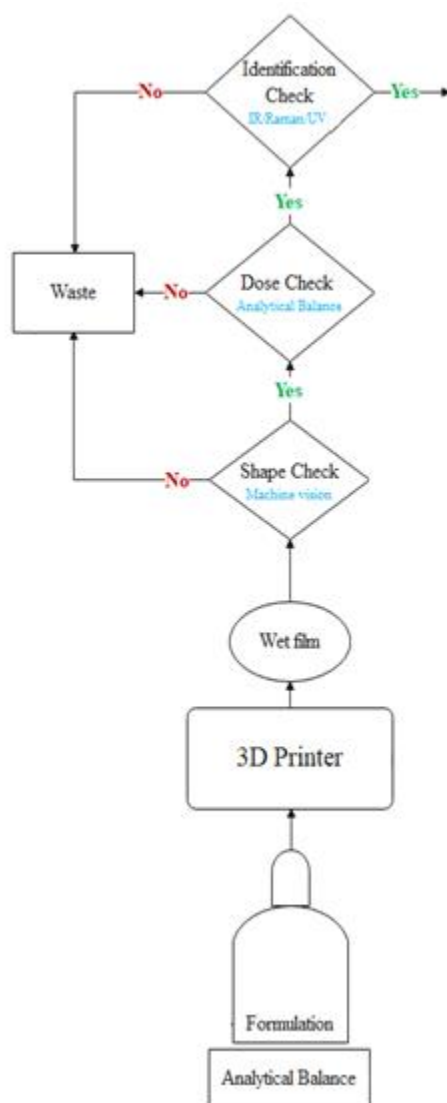 Identification
Check
IR/Raman/UV
No
Yes
Yes
Waste
No
Dose Check
Analytical Balance
Yes
No
Shape Check
Machine vision
Wet film
3D Printer
Formulation
Analytical Balance